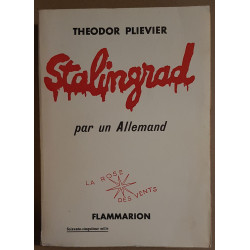 THEODOR PLIEVIER
Stalingrad
par un Allemand
LA ROSE
DES VENTS
FLAMMARION